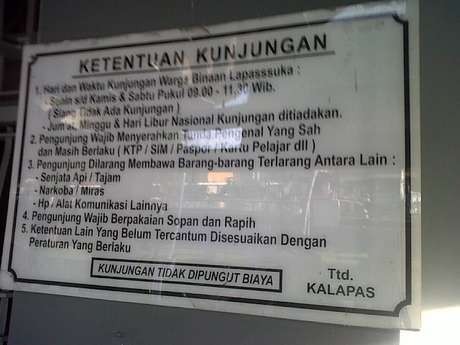 KETENTUAN KUNJUNGAN
1. Hari dan Waktu Kunjungan Warga Binaan Lapasssuka :
- Senin s/d Kamis & Sabtu Pukul 09.00 - 11.30 Wib.
( Siang Tidak Ada Kunjungan )
- Jum'at, Minggu & Hari Libur Nasional Kunjungan ditiadakan.
2. Pengunjung Wajib Menyerahkan Tanda Pengenal Yang Sah
dan Masih Berlaku ( KTP / SIM / Paspor / Kartu Pelajar dll )
3. Pengunjung Dilarang Membawa Barang-barang Terlarang Antara Lain :
- Senjata Api / Tajam
- Narkoba / Miras
- Hp / Alat Komunikasi Lainnya
4. Pengunjung Wajib Berpakaian Sopan dan Rapih
5. Ketentuan Lain Yang Belum Tercantum Disesuaikan Dengan
Peraturan Yang Berlaku
KUNJUNGAN TIDAK DIPUNGUT BIAYA
Ttd.
KALAPAS